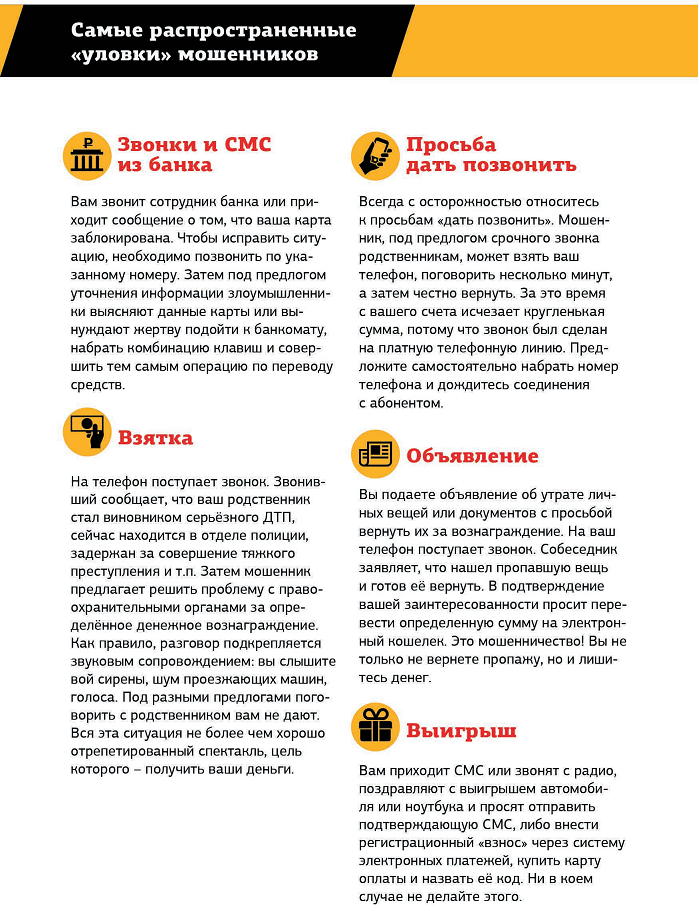 Самые распространенные
«уловки» мошенников
Звонки и СМС
из банка
Вам звонит сотрудник банка или при-
ходит сообщение о том, что ваша карта
заблокирована. Чтобы исправить ситу-
ацию, необходимо позвонить по ука-
занному номеру. Затем под предлогом
уточнения информации злоумышленни-
ки выясняют данные карты или вы-
нуждают жертву подойти к банкомату,
набрать комбинацию клавиш и совер-
шить тем самым операцию по переводу
средств.
Взятка
На телефон поступает звонок. Звонив-
ший сообщает, что ваш родственник
стал виновником серьёзного ДТП,
сейчас находится в отделе полиции,
задержан за совершение тяжкого
преступления и т.п. Затем мошенник
предлагает решить проблему с право-
охранительными органами за опре-
делённое денежное вознаграждение.
Как правило, разговор подкрепляется
звуковым сопровождением: вы слышите
вой сирены, шум проезжающих машин,
голоса. Под разными предлогами пого-
ворить с родственником вам не дают.
Вся эта ситуация не более чем хорошо
отрепетированный спектакль, цель
которого – получить ваши деньги.
Просьба
дать позвонить
Всегда с осторожностью относитесь
к просьбам «дать позвонить». Мошен-
ник, под предлогом срочного звонка
родственникам, может взять ваш
телефон, поговорить несколько минут,
а затем честно вернуть. За это время
с вашего счета исчезает кругленькая
сумма, потому что звонок был сделан
на платную телефонную линию. Пред-
ложите самостоятельно набрать номер
телефона и дождитесь соединения
с абонентом.
Объявление
Вы подаете объявление об утрате лич-
ных вещей или документов с просьбой
вернуть их за вознаграждение. На ваш
телефон поступает звонок. Собеседник
заявляет, что нашел пропавшую вещь
и готов её вернуть. В подтверждение
вашей заинтересованности просит пере-
вести определенную сумму на электрон-
ный кошелек. Это мошенничество! Вы не
только не вернете пропажу, но и лиши-
тесь денег.
Выигрыш
Вам приходит СМС или звонят с радио,
поздравляют с выигрышем автомоби-
ля или ноутбука и просят отправить
подтверждающую СМС, либо внести
регистрационный «взнос» через систему
электронных платежей, купить карту
оплаты и назвать её код. Ни в коем
случае не делайте этого.